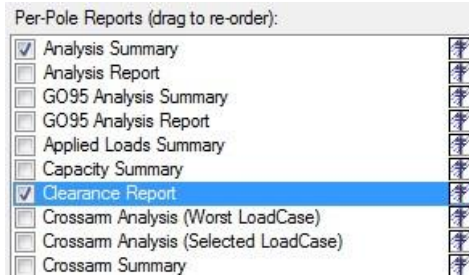 Per-Pole Reports (drag to re-order):
Analysis Summary
Analysis Report
GO95 Analysis Summary
GO95 Analysis Report
Applied Loads Summary
Capacity Summary
Clearance Report
Crossarm Analysis (Worst LoadCase)
Crossarm Analysis (Selected LoadCase)
Crossarm Summary